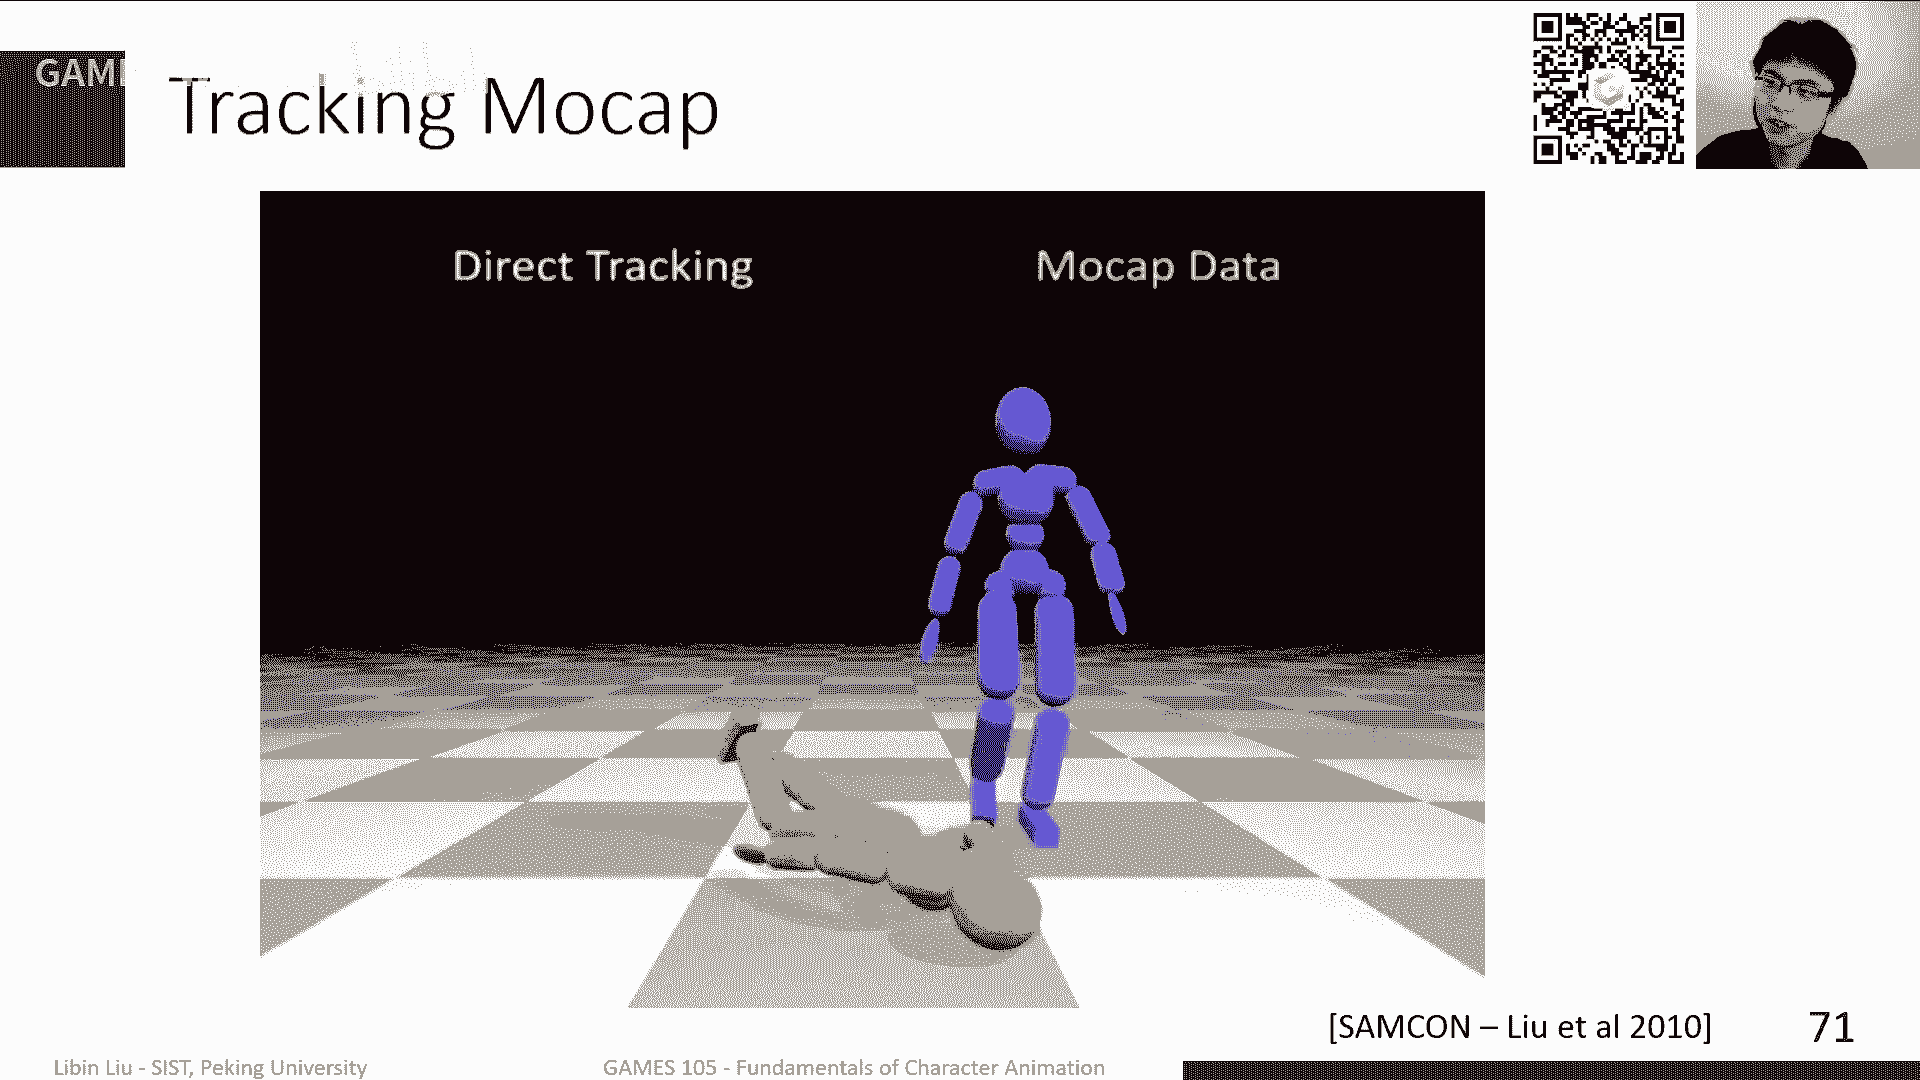 GAM
Tracking Mocap
Direct Tracking
Mocap Data
[SAMCON – Liu et al 2010]
71
Libin Liu - SIST, Peking University
GAMES 105 - Fundamentals of Character Animation